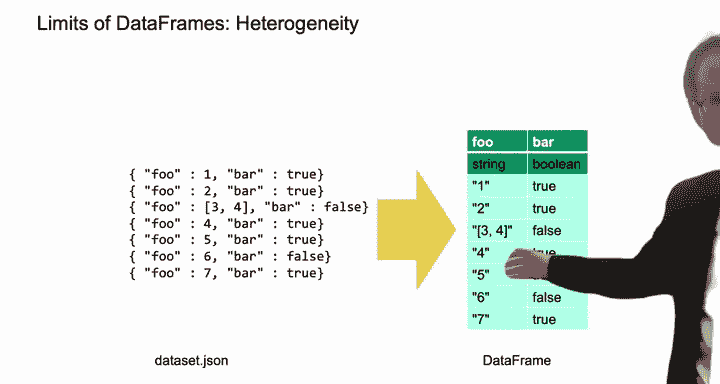 Limits of DataFrames: Heterogeneity
{ "foo" : 1, "bar" : true}
{ "foo" : 2, "bar" : true}
{ "foo" : [3, 4], "bar" : false}
{ "foo" : 4, "bar" : true}
{ "foo" : 5, "bar" : true}
{ "foo" : 6, "bar" : false}
{ "foo" : 7, "bar" : true}
dataset.json
foo bar
string boolean
"1" true
"2" true
"[3, 4]" false
"4" true
"5"
"6" false
"7" true
DataFrame